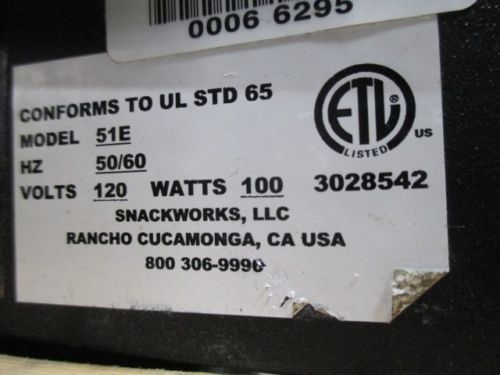 0006 6295
CONFORMS TO UL STD 65
MODEL 51E
HZ 50/60
VOLTS 120 WATTS 100
ETL ®
LISTED
US
3028542
SNACKWORKS, LLC
RANCHO CUCAMONGA, CA USA
800 306-9996